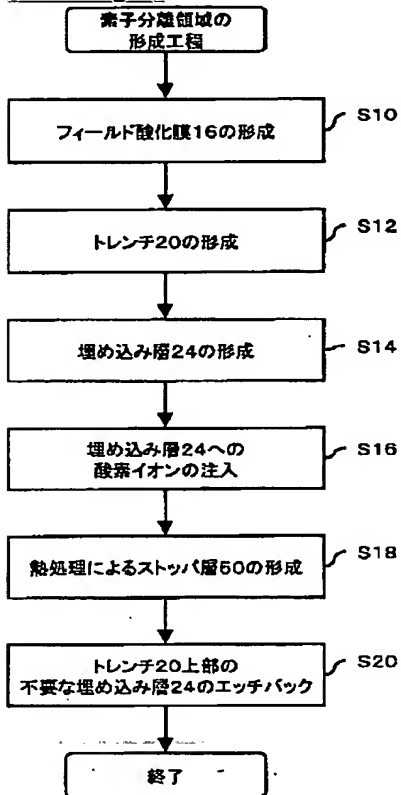 素子分離領域の
形成工程
フィールド酸化膜16の形成
S10
トレンチ20の形成
S12
埋め込み層24の形成
S14
埋め込み層24への
酸素イオンの注入
S16
熱処理によるストッパ層50の形成
S18
トレンチ20上部の
不要な埋め込み層24のエッチバック
S20
終了